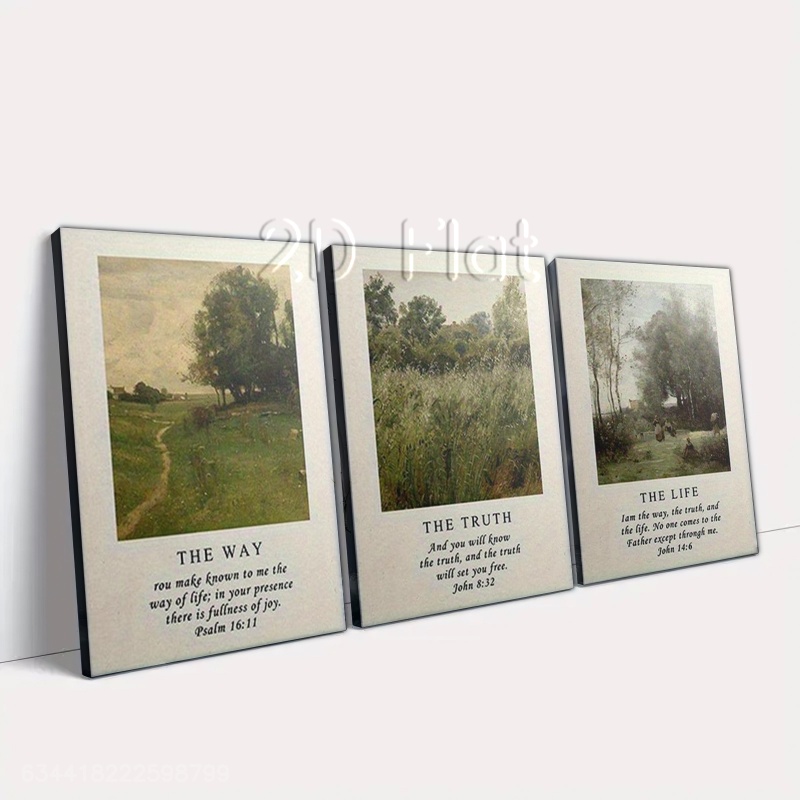 2D Flat
THE WAY
rou make known to me the
way of life; in your presence
there is fullness of joy.
Psalm 16:11
THE TRUTH
And you will know
the truth, and the truth
will set you free.
John 8:32
THE LIFE
Iam the way, the truth, and
the life. No one comes to the
Father except throngh me.
John 14:6
634418222598799